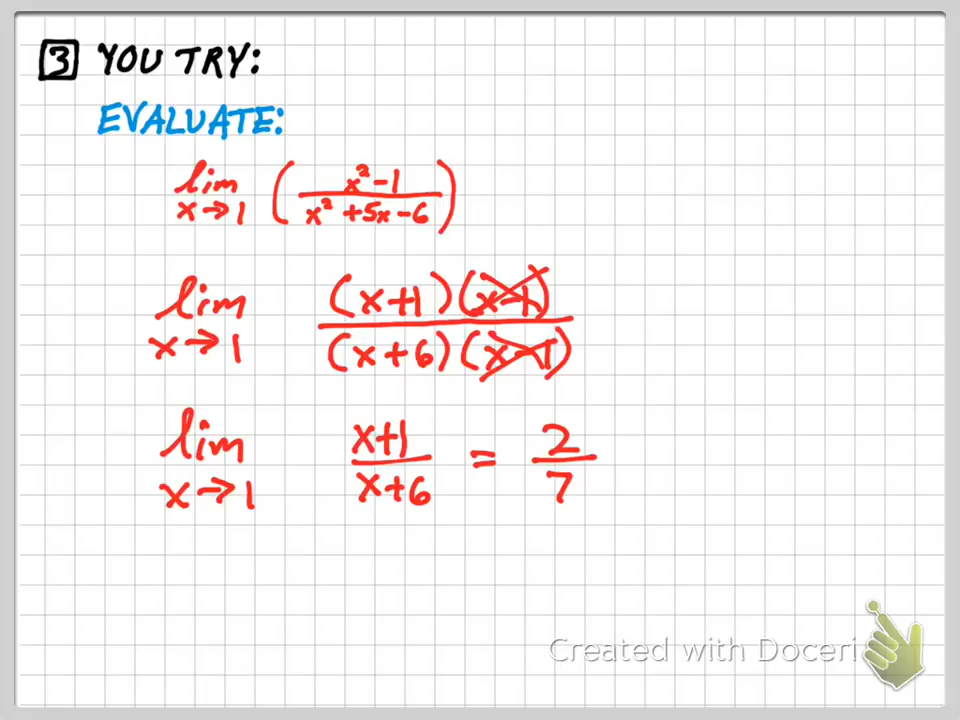 3 YOU TRY:
EVALUATE:
lim x→1 ( x² - 1 / x² + 5x - 6 )
lim x→1 (x+1)(x-1) / (x+6)(x-1)
lim x→1 x+1 / x+6 = 2 / 7
Created with Doceri